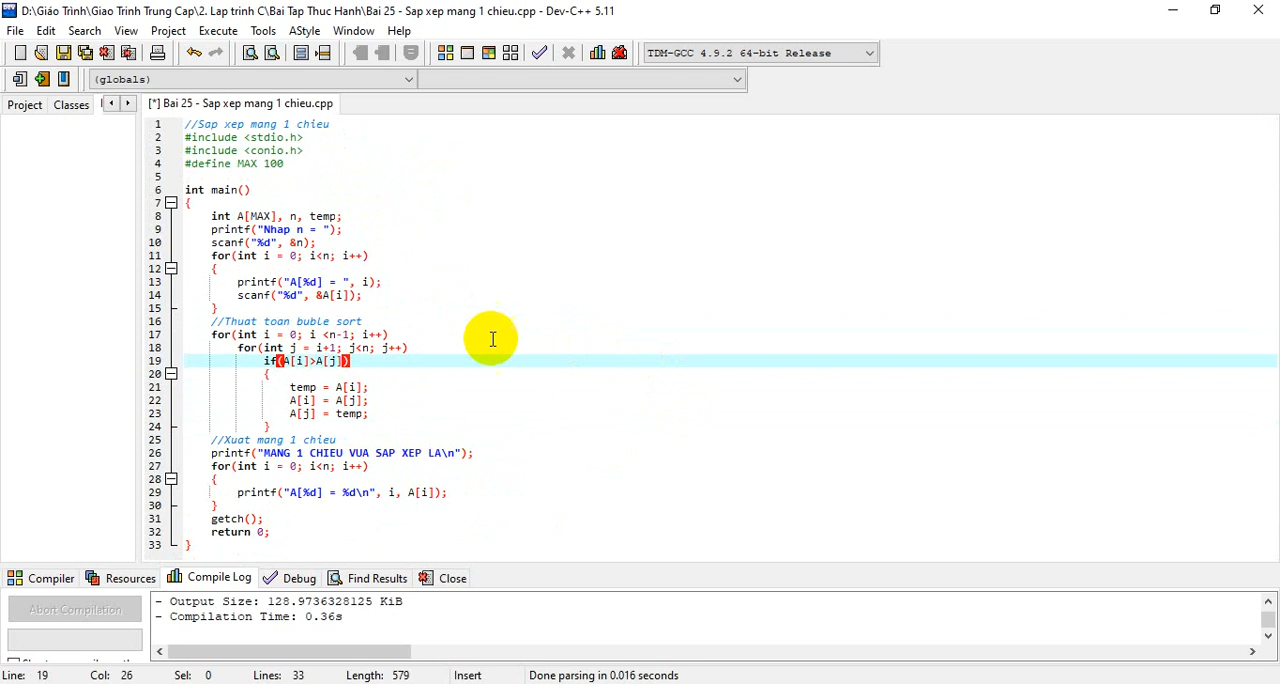 D:\Giáo Trình\Giao Trinh Trung Cap\2. Lap trinh C\Bai Tap Thuc Hanh\Bai 25 - Sap xep mang 1 chieu.cpp - Dev-C++ 5.11
File Edit Search View Project Execute Tools AStyle Window Help
TDM-GCC 4.9.2 64-bit Release
(globals)
Project Classes [*] Bai 25 - Sap xep mang 1 chieu.cpp
1 //Sap xep mang 1 chieu
2 #include <stdio.h>
3 #include <conio.h>
4 #define MAX 100
5
6 int main()
7 {
8 int A[MAX], n, temp;
9 printf("Nhap n = ");
10 scanf("%d", &n);
11 for(int i = 0; i<n; i++)
12 {
13 printf("A[%d] = ", i);
14 scanf("%d", &A[i]);
15 }
16 //Thuat toan buble sort
17 for(int i = 0; i <n-1; i++)
18 for(int j = i+1; j<n; j++)
19 if(A[i]>A[j])
20 {
21 temp = A[i];
22 A[i] = A[j];
23 A[j] = temp;
24 }
25 //Xuat mang 1 chieu
26 printf("MANG 1 CHIEU VUA SAP XEP LA\n");
27 for(int i = 0; i<n; i++)
28 {
29 printf("A[%d] = %d\n", i, A[i]);
30 }
31 getch();
32 return 0;
33 }
Compiler Resources Compile Log Debug Find Results Close
Abort Compilation
- Output Size: 128.9736328125 KiB
- Compilation Time: 0.36s
Line: 19 Col: 26 Sel: 0 Lines: 33 Length: 579 Insert Done parsing in 0.016 seconds